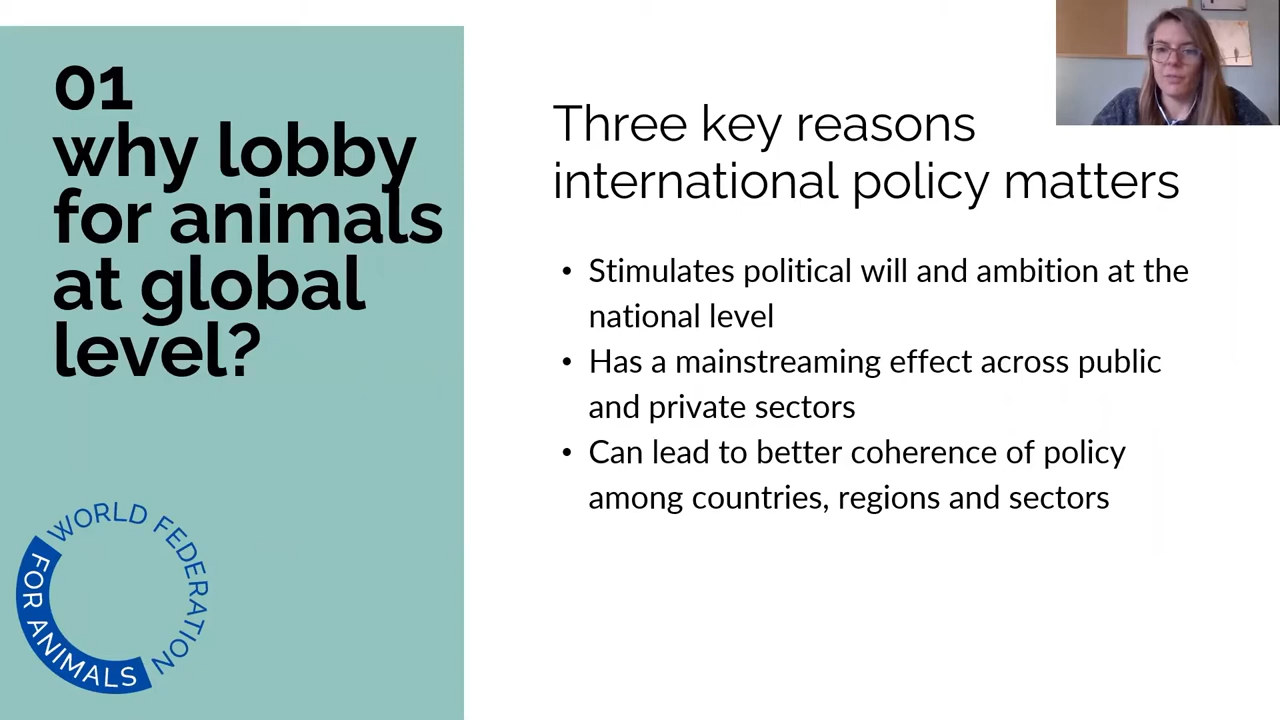 01
why lobby
for animals
at global
level?
Three key reasons
international policy matters
• Stimulates political will and ambition at the
national level
• Has a mainstreaming effect across public
and private sectors
• Can lead to better coherence of policy
among countries, regions and sectors
WORLD FEDERATION
FOR ANIMALS